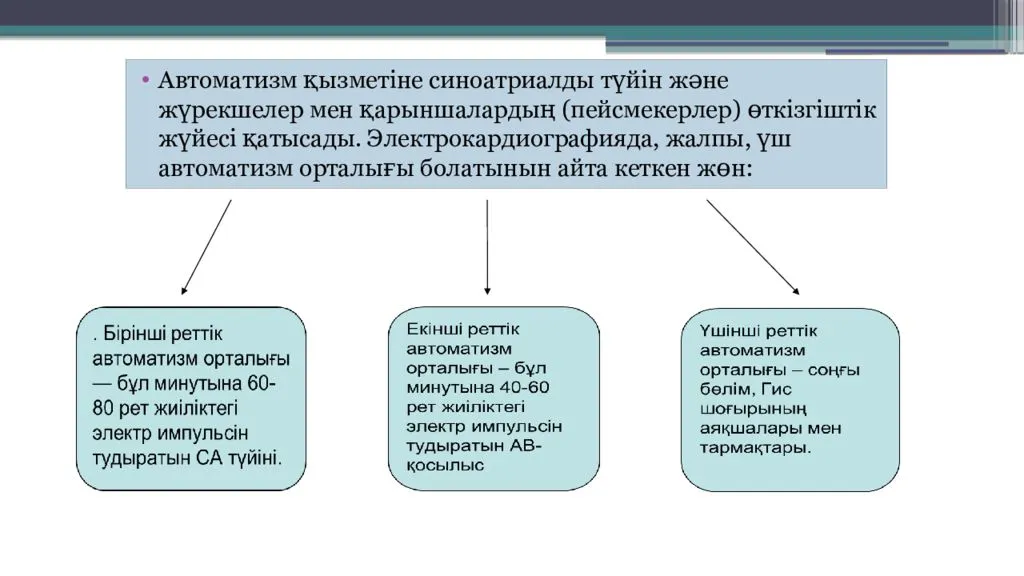 • Автоматизм қызметіне синоатриалды түйін және
жүрекшелер мен қарыншалардың (пейсмекерлер) өткізгіштік
жүйесі қатысады. Электрокардиографияда, жалпы, үш
автоматизм орталығы болатынын айта кеткен жөн:
. Бірінші реттік
автоматизм орталығы
— бұл минутына 60-
80 рет жиіліктегі
электр импульсін
тудыратын СА түйіні.
Екінші реттік
автоматизм
орталығы – бұл
минутына 40-60
рет жиіліктегі
электр импульсін
тудыратын АВ-
қосылыс
Үшінші реттік
автоматизм
орталығы – соңғы
бөлім, Гис
шоғырының
аяқшалары мен
тармақтары.